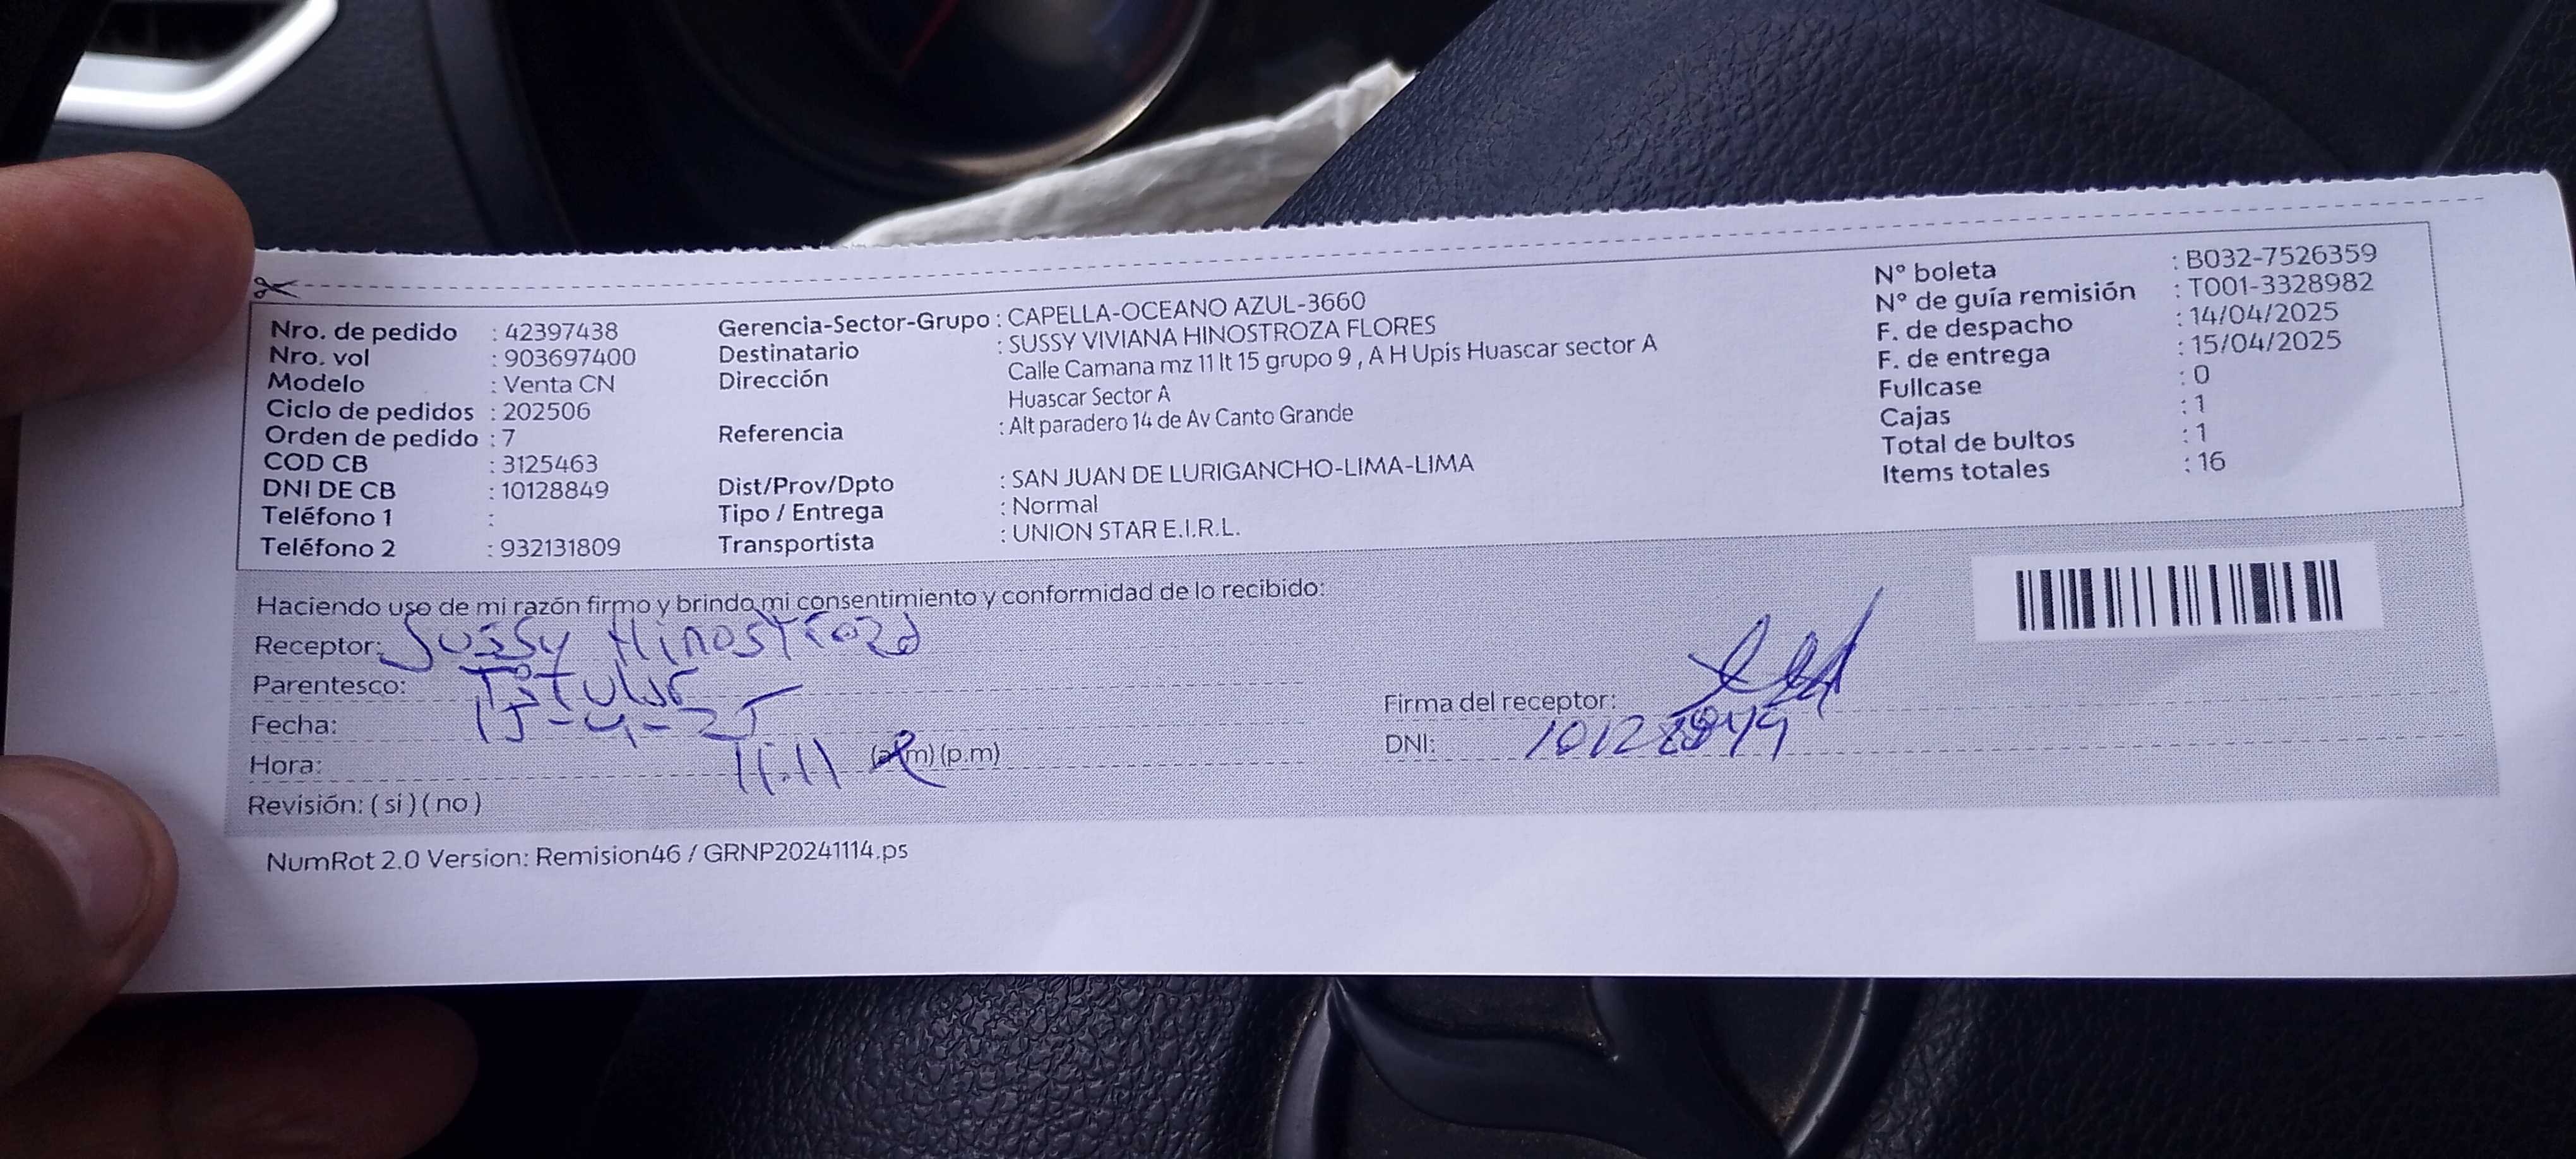 Nro. de pedido : 42397438
Nro. vol : 903697400
Modelo : Venta CN
Ciclo de pedidos : 202506
Orden de pedido : 7
COD CB : 3125463
DNI DE CB : 10128849
Teléfono 1 :
Teléfono 2 : 932131809
Gerencia-Sector-Grupo : CAPELLA-OCEANO AZUL-3660
Destinatario : SUSSY VIVIANA HINOSTROZA FLORES
Dirección Calle Camana mz 11 lt 15 grupo 9 , A H Upis Huascar sector A
Huascar Sector A
Referencia : Alt paradero 14 de Av Canto Grande
Dist/Prov/Dpto : SAN JUAN DE LURIGANCHO-LIMA-LIMA
Tipo / Entrega : Normal
Transportista : UNION STAR E.I.R.L.
N° boleta : B032-7526359
N° de guía remisión : T001-3328982
F. de despacho : 14/04/2025
F. de entrega : 15/04/2025
Fullcase : 0
Cajas : 1
Total de bultos : 1
Items totales : 16
Haciendo uso de mi razón firmo y brindo mi consentimiento y conformidad de lo recibido:
Receptor: Sussy Hinostroza
Parentesco: Titular
Fecha: 15-4-25
Hora: 11:11 (a.m) (p.m)
Revisión: ( si ) ( no )
Firma del receptor:
DNI: 10128849
NumRot 2.0 Version: Remision46 / GRNP20241114.ps